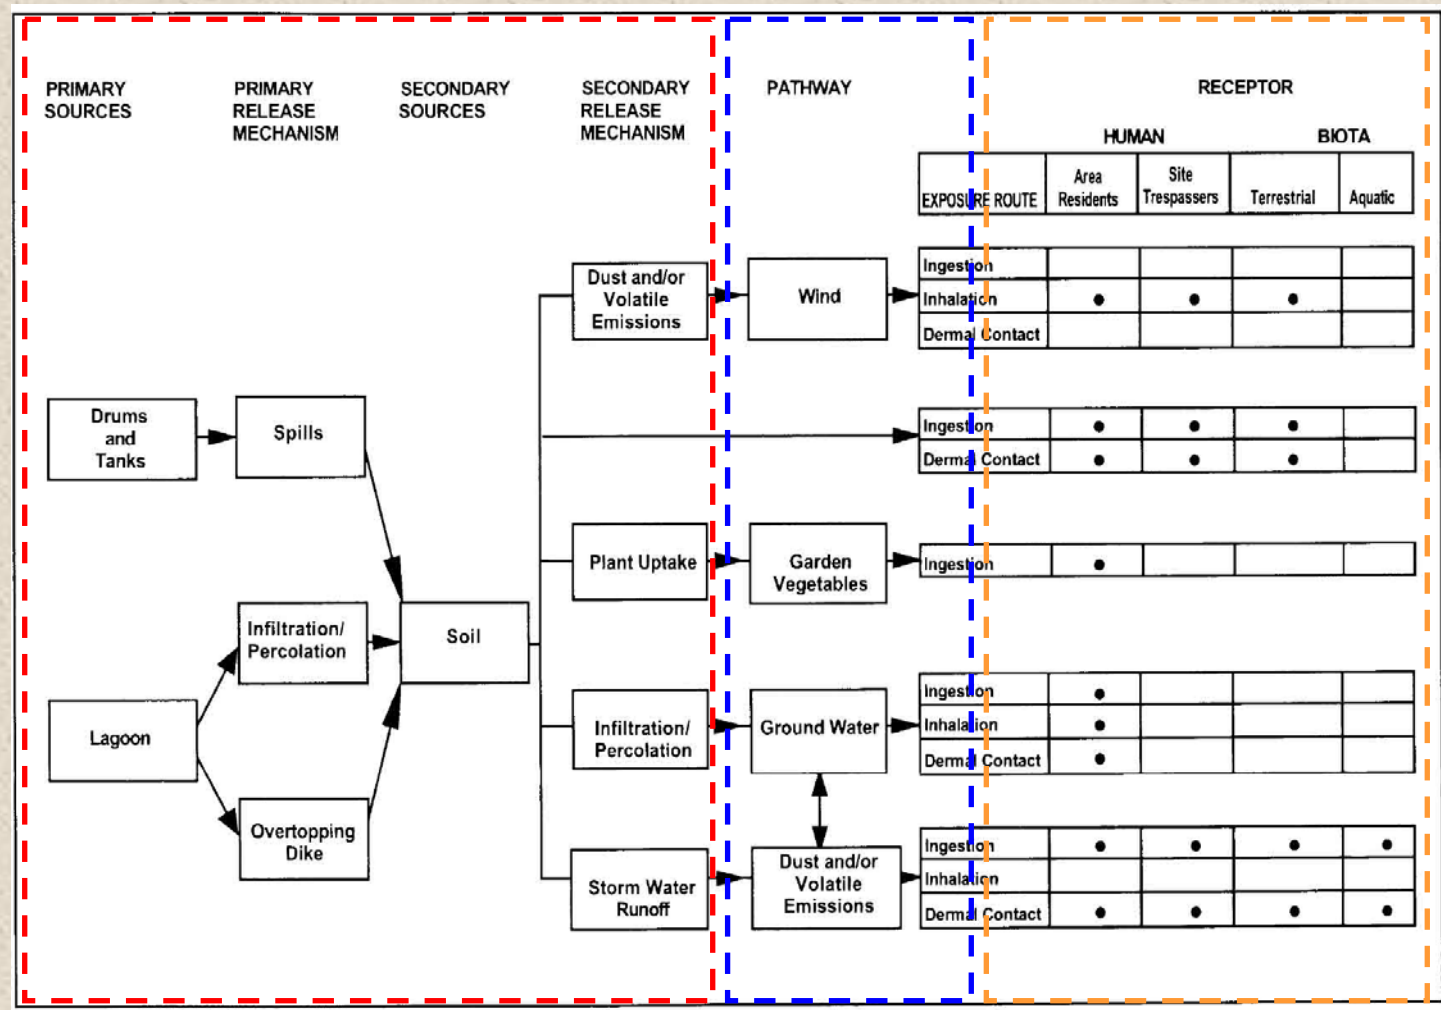 PRIMARY
SOURCES
PRIMARY
RELEASE
MECHANISM
SECONDARY
SOURCES
SECONDARY
RELEASE
MECHANISM
PATHWAY
RECEPTOR
HUMAN
BIOTA
EXPOSURE ROUTE
Area
Residents
Site
Trespassers
Terrestrial
Aquatic
Drums
and
Tanks
Spills
Lagoon
Infiltration/
Percolation
Overtopping
Dike
Soil
Dust and/or
Volatile
Emissions
Wind
Ingestion
Inhalation
Dermal Contact
Ingestion
Dermal Contact
Plant Uptake
Garden
Vegetables
Ingestion
Infiltration/
Percolation
Ground Water
Ingestion
Inhalation
Dermal Contact
Storm Water
Runoff
Dust and/or
Volatile
Emissions
Ingestion
Inhalation
Dermal Contact